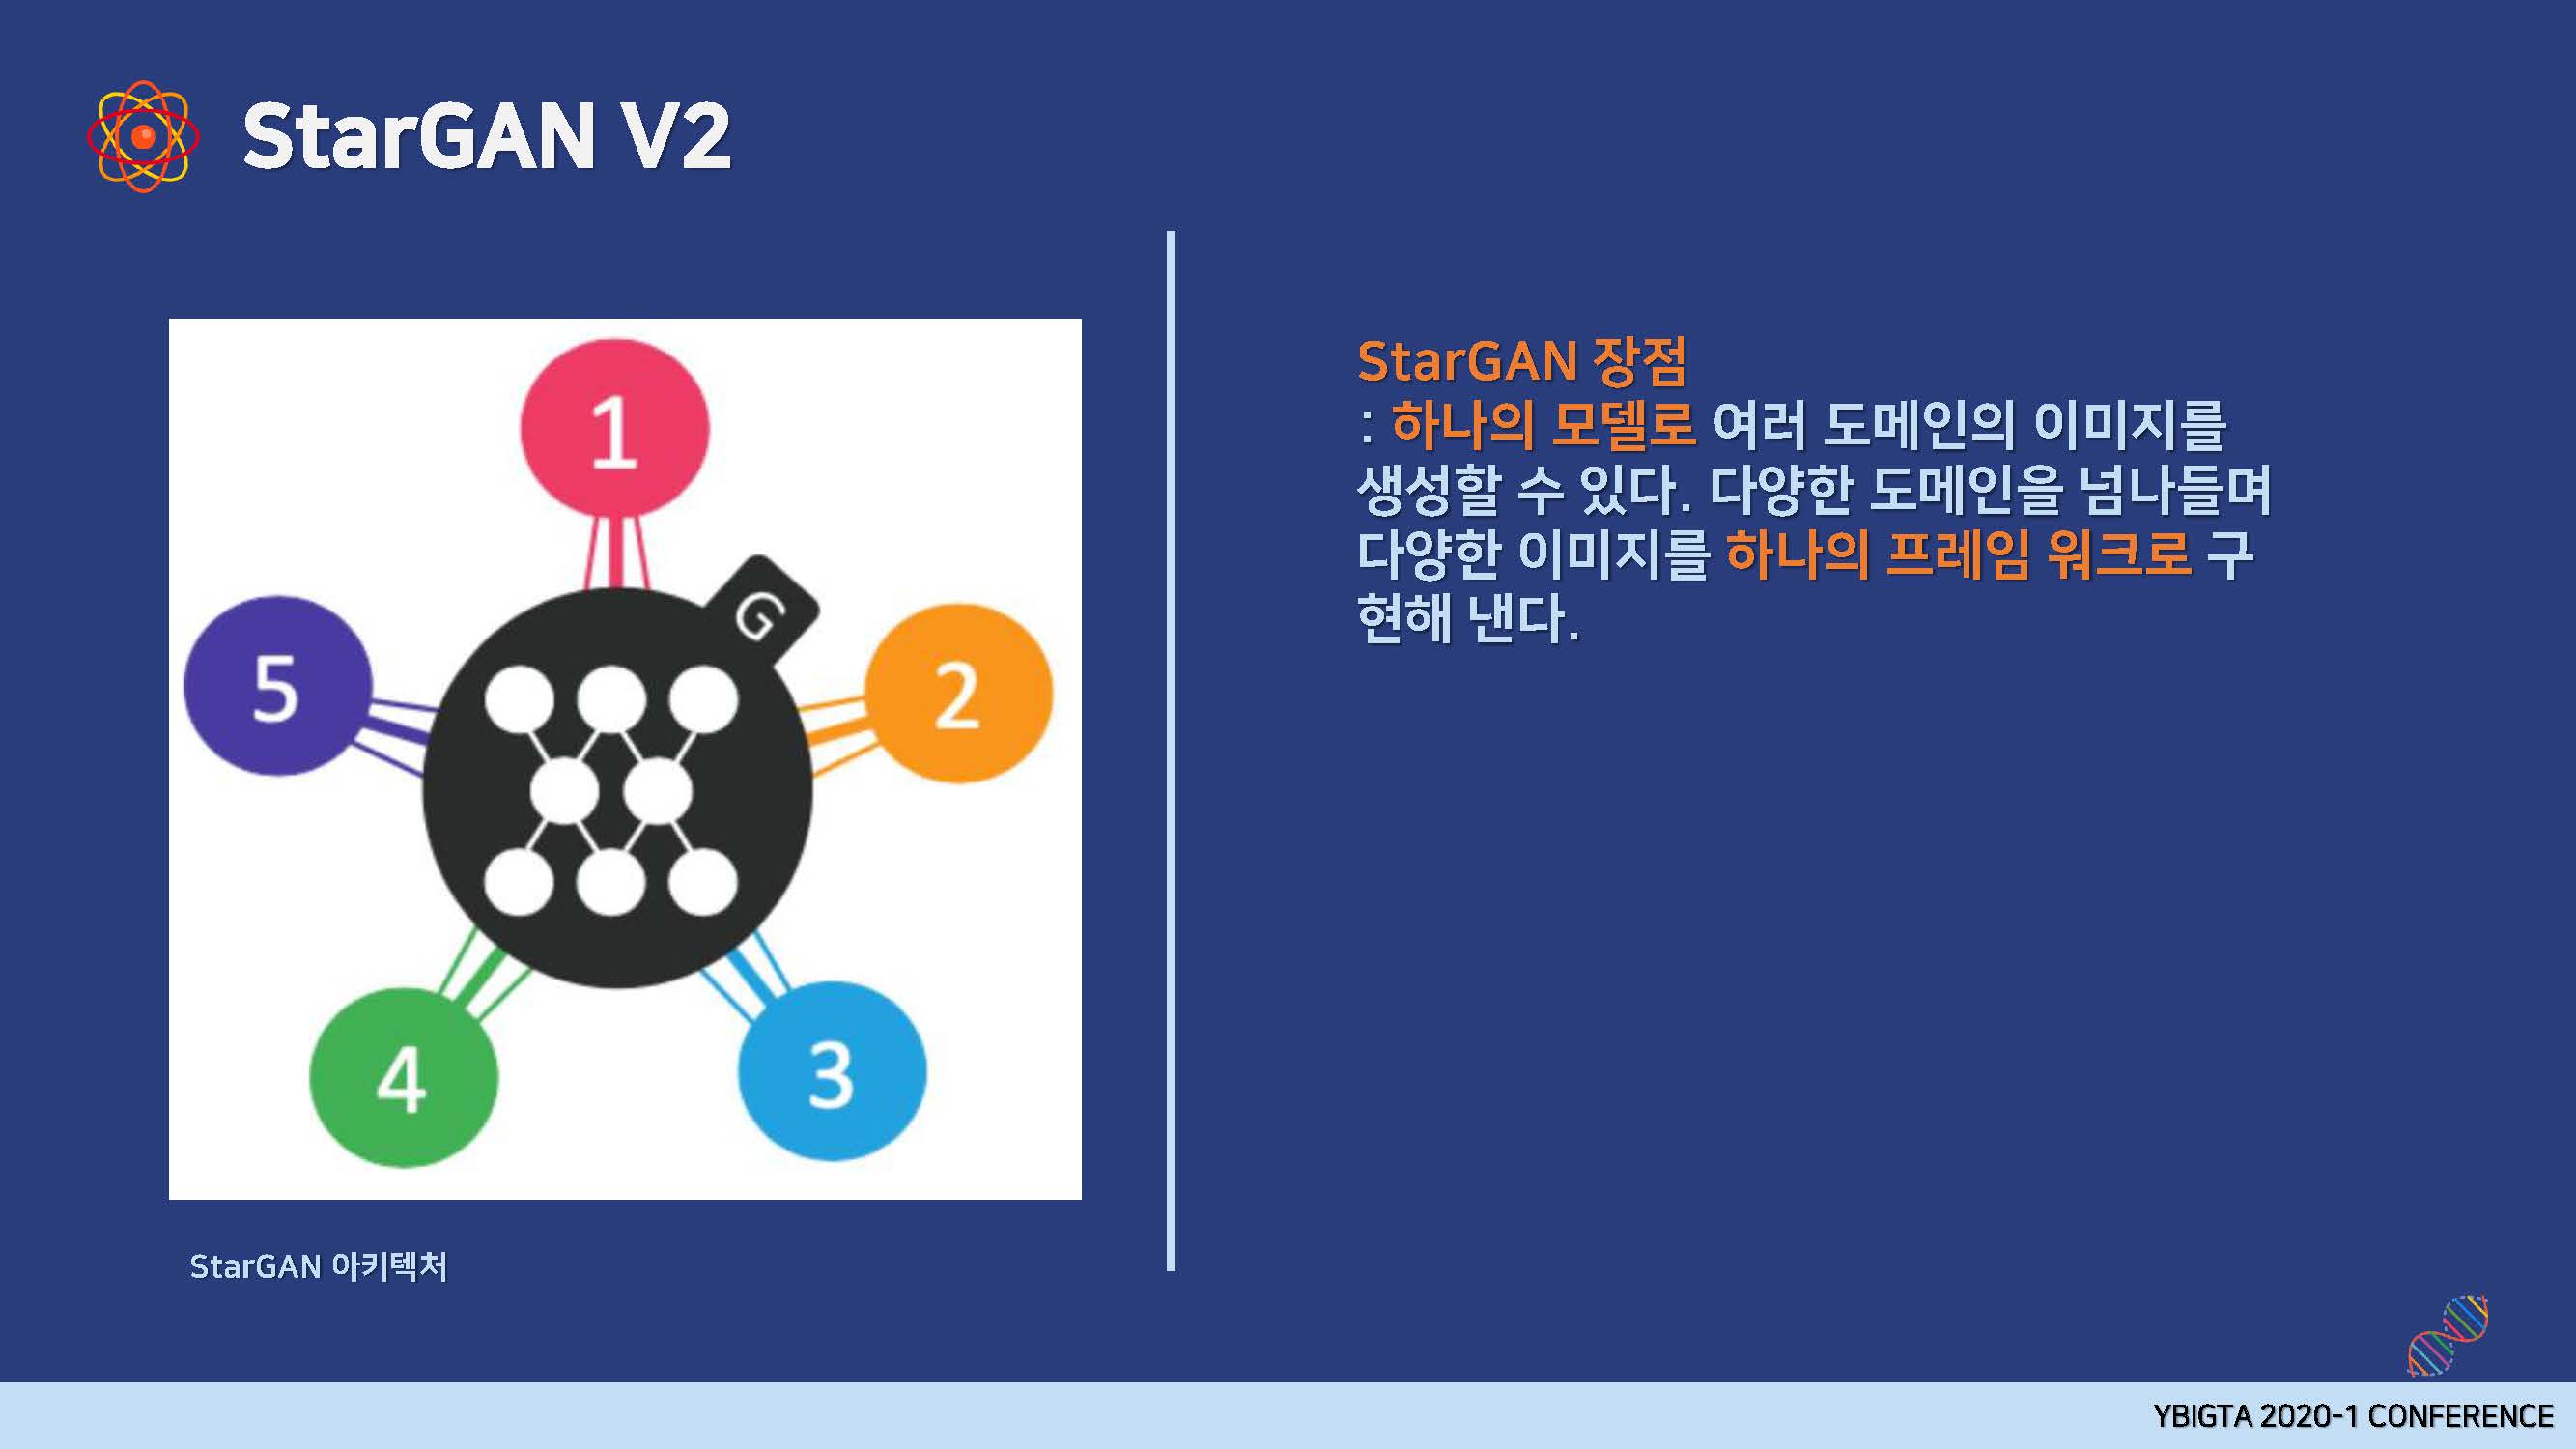 StarGAN V2
1
G
5
2
4
3
StarGAN 아키텍처
StarGAN 장점
: 하나의 모델로 여러 도메인의 이미지를
생성할 수 있다. 다양한 도메인을 넘나들며
다양한 이미지를 하나의 프레임 워크로 구
현해 낸다.
YBIGTA 2020-1 CONFERENCE